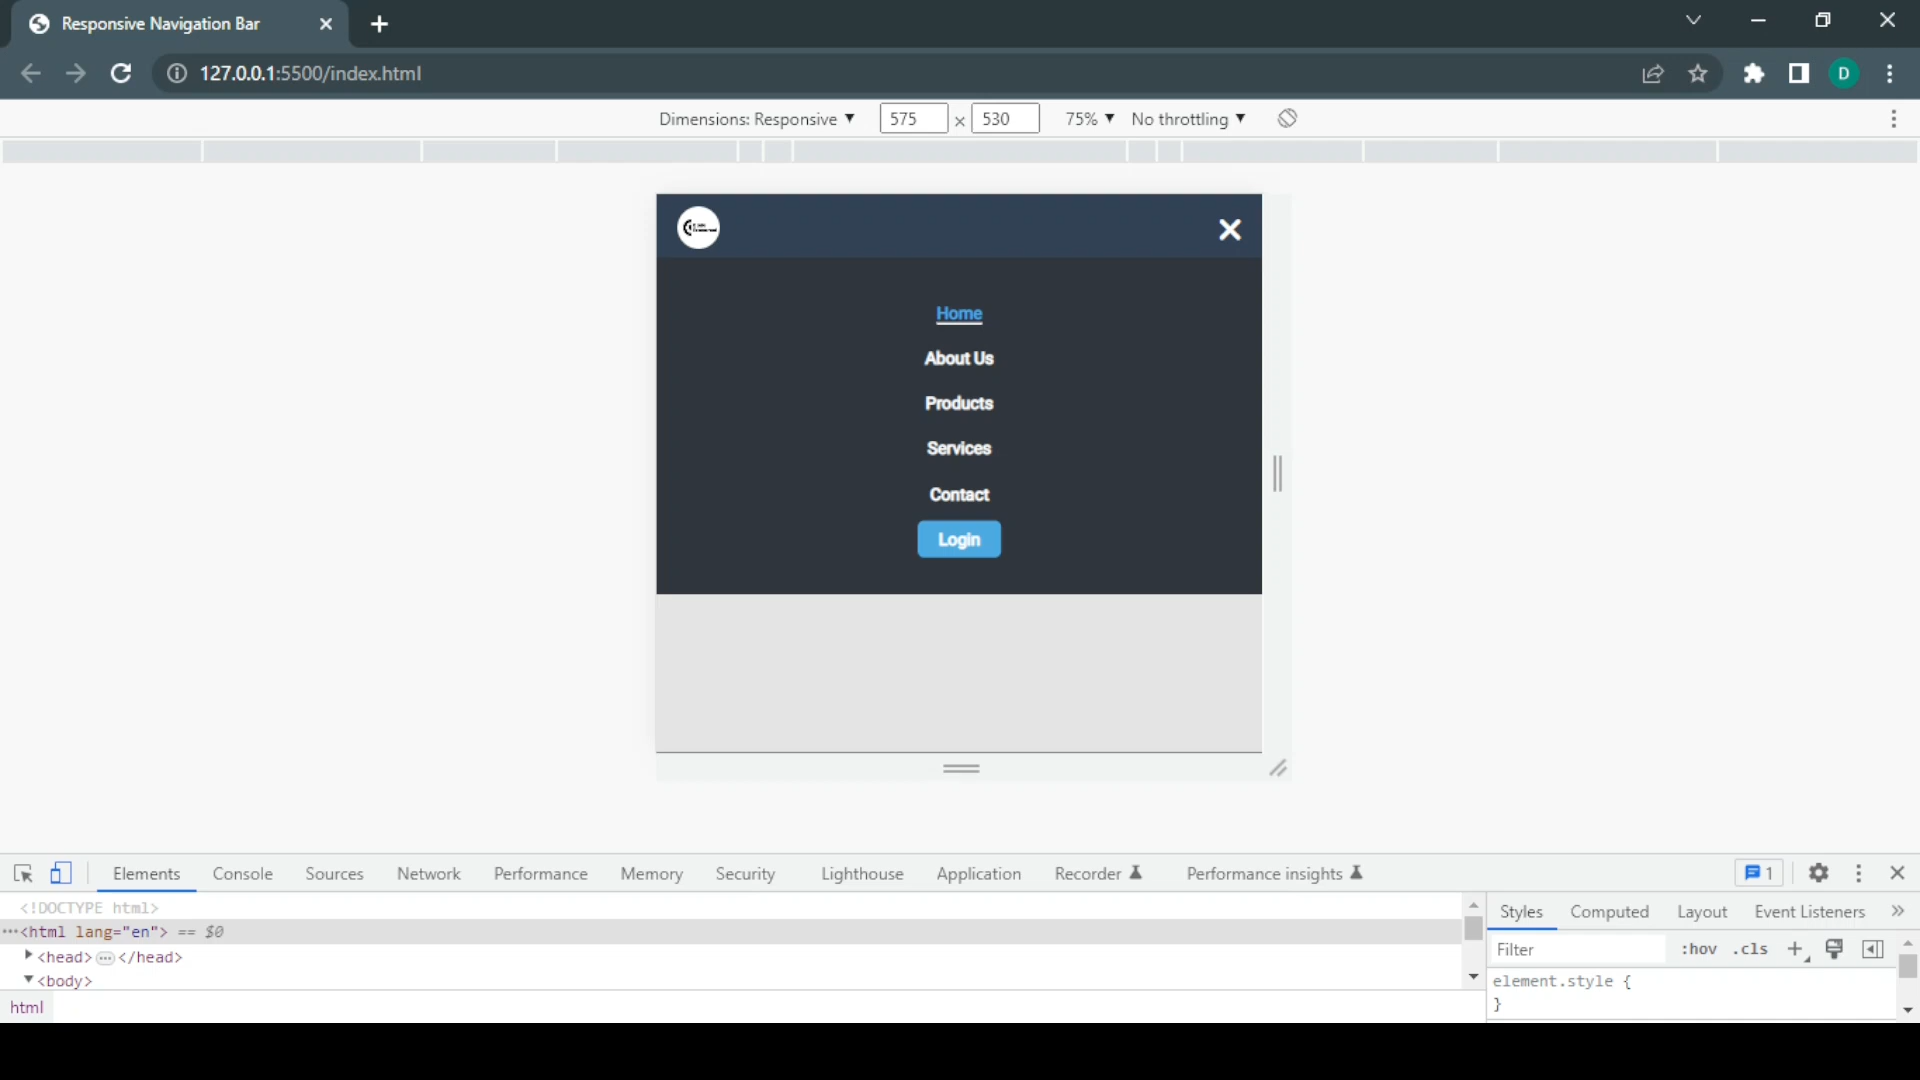 Responsive Navigation Bar
127.0.0.1:5500/index.html
D
Dimensions: Responsive ▼ 575 × 530 75% ▼ No throttling ▼
Home
About Us
Products
Services
Contact
Login
Elements Console Sources Network Performance Memory Security Lighthouse Application Recorder Performance insights 1
<!DOCTYPE html>
···<html lang="en"> == $0
▶<head>…</head>
▼<body>
html
Styles Computed Layout Event Listeners »
Filter :hov .cls +
element.style {
}